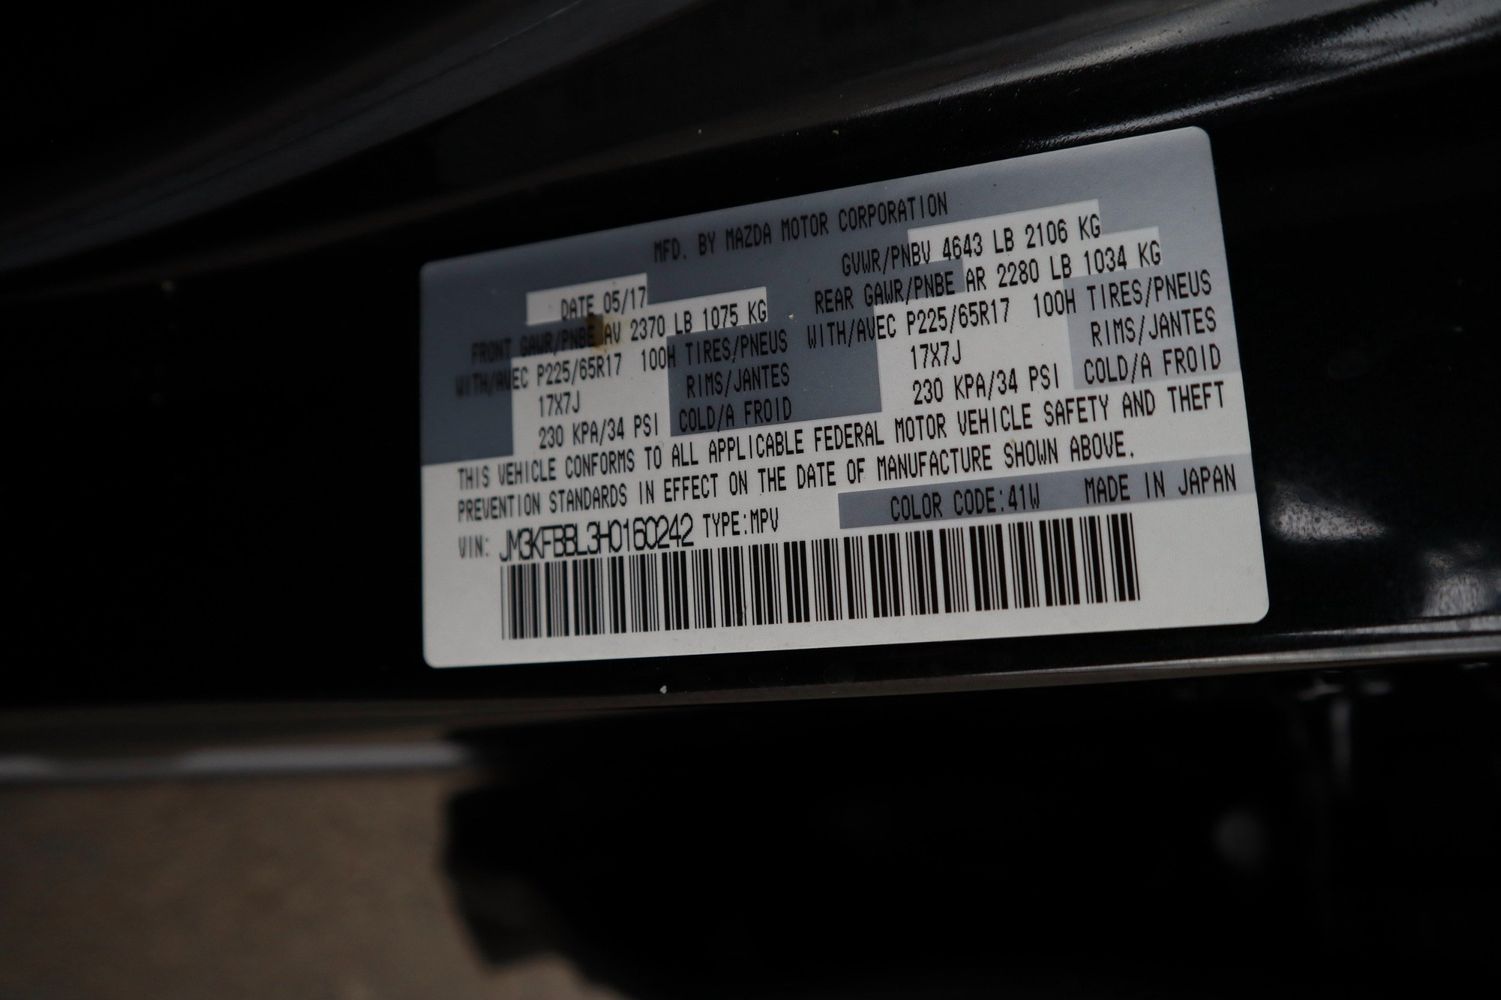 MFD. BY MAZDA MOTOR CORPORATION
DATE 05/17 GVWR/PNBV 4643 LB 2106 KG
FRONT GAWR/PNBE AV 2370 LB 1075 KG REAR GAWR/PNBE AR 2280 LB 1034 KG
WITH/AVEC P225/65R17 100H TIRES/PNEUS WITH/AVEC P225/65R17 100H TIRES/PNEUS
17X7J RIMS/JANTES 17X7J RIMS/JANTES
230 KPA/34 PSI COLD/A FROID 230 KPA/34 PSI COLD/A FROID
THIS VEHICLE CONFORMS TO ALL APPLICABLE FEDERAL MOTOR VEHICLE SAFETY AND THEFT
PREVENTION STANDARDS IN EFFECT ON THE DATE OF MANUFACTURE SHOWN ABOVE.
COLOR CODE:41W MADE IN JAPAN
VIN: JM3KFBBL3H0160242 TYPE:MPV